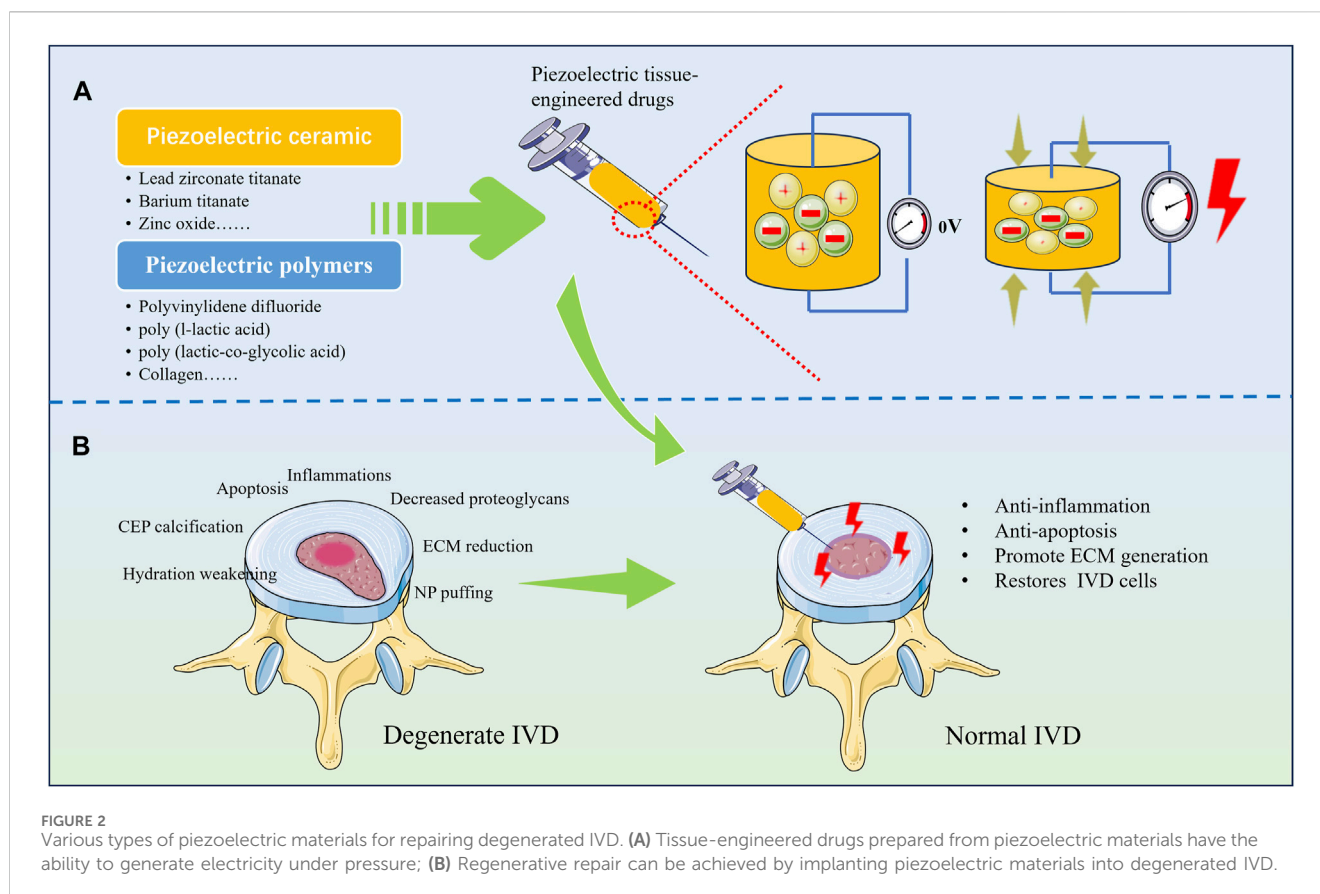 A
Piezoelectric ceramic
• Lead zirconate titanate
• Barium titanate
• Zinc oxide……
Piezoelectric polymers
• Polyvinylidene difluoride
• poly (l-lactic acid)
• poly (lactic-co-glycolic acid)
• Collagen……
Piezoelectric tissue-
engineered drugs
0V
B
Inflammations
Apoptosis
Decreased proteoglycans
CEP calcification
ECM reduction
Hydration weakening
NP puffing
Degenerate IVD
• Anti-inflammation
• Anti-apoptosis
• Promote ECM generation
• Restores IVD cells
Normal IVD
FIGURE 2
Various types of piezoelectric materials for repairing degenerated IVD. (A) Tissue-engineered drugs prepared from piezoelectric materials have the
ability to generate electricity under pressure; (B) Regenerative repair can be achieved by implanting piezoelectric materials into degenerated IVD.